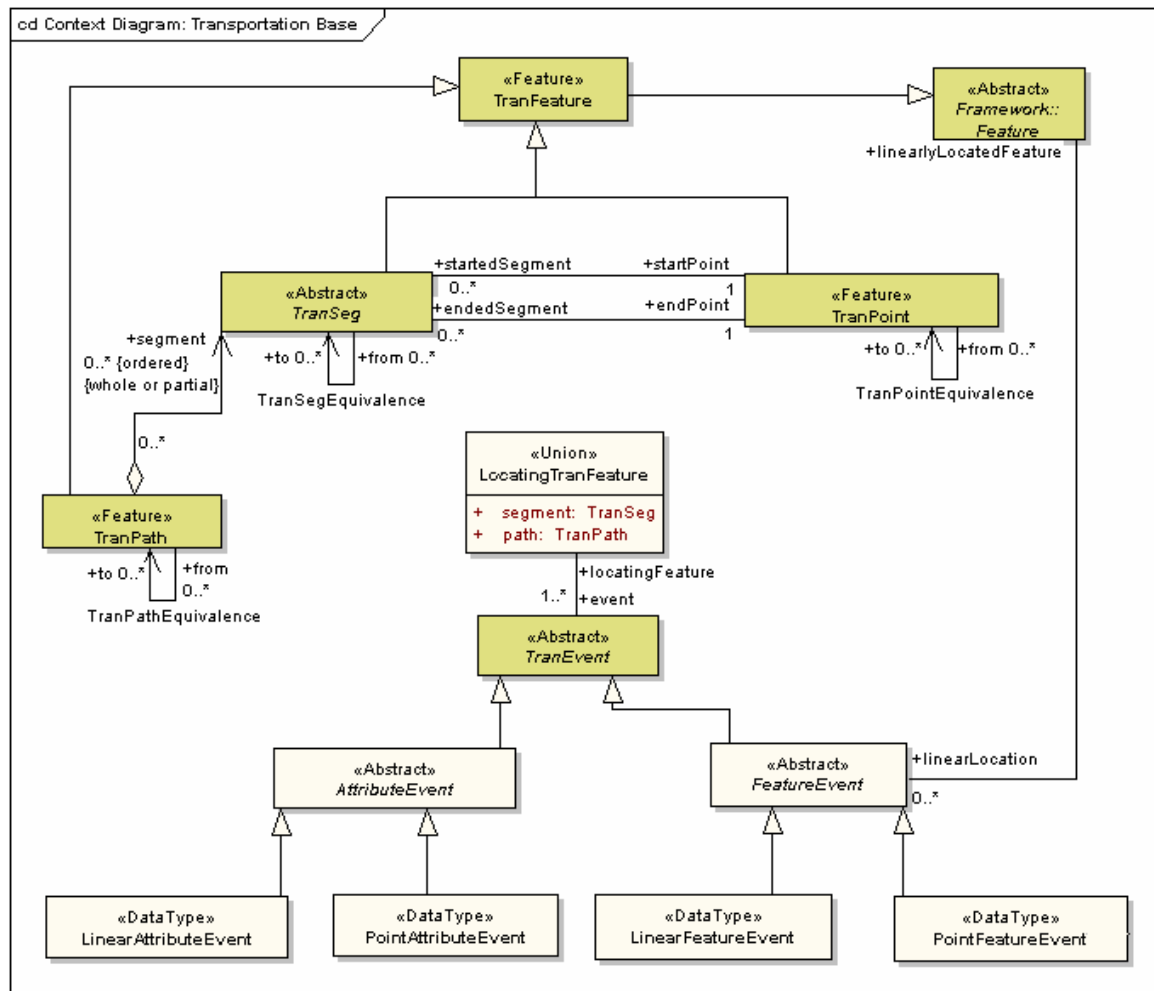 cd Context Diagram: Transportation Base
«Feature»
TranFeature
«Abstract»
Framework::
Feature
+linearlyLocatedFeature
+startedSegment
+startPoint
0..*
1
«Abstract»
TranSeg
+endedSegment
+endPoint
0..*
1
«Feature»
TranPoint
+segment
0..* {ordered}
{whole or partial}
+to 0..*
+from 0..*
TranSegEquivalence
+to 0..*
+from 0..*
TranPointEquivalence
0..*
«Feature»
TranPath
+to 0..*
+from
0..*
TranPathEquivalence
«Union»
LocatingTranFeature
+ segment: TranSeg
+ path: TranPath
+locatingFeature
1..*
+event
«Abstract»
TranEvent
«Abstract»
AttributeEvent
«Abstract»
FeatureEvent
+linearLocation
0..*
«DataType»
LinearAttributeEvent
«DataType»
PointAttributeEvent
«DataType»
LinearFeatureEvent
«DataType»
PointFeatureEvent